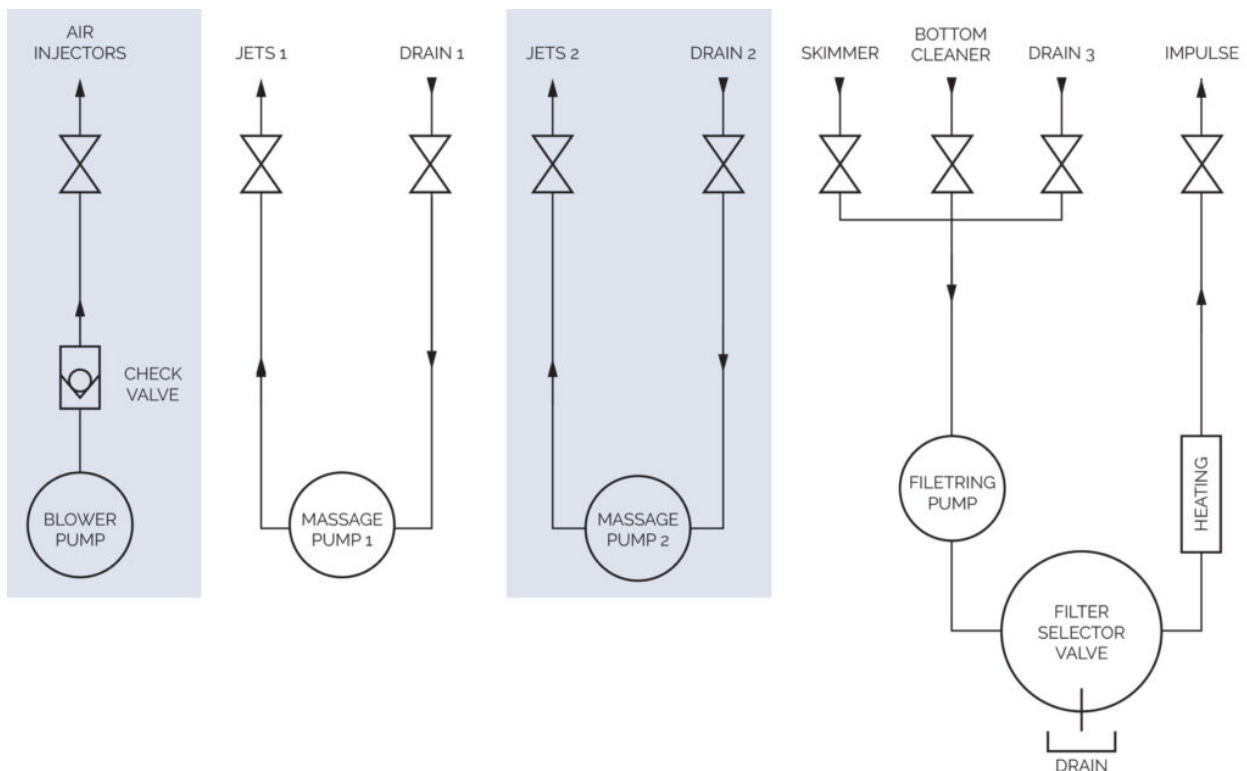 AIR
INJECTORS
JETS 1
DRAIN 1
JETS 2
DRAIN 2
SKIMMER
BOTTOM
CLEANER
DRAIN 3
IMPULSE
CHECK
VALVE
BLOWER
PUMP
MASSAGE
PUMP 1
MASSAGE
PUMP 2
FILETRING
PUMP
HEATING
FILTER
SELECTOR
VALVE
DRAIN